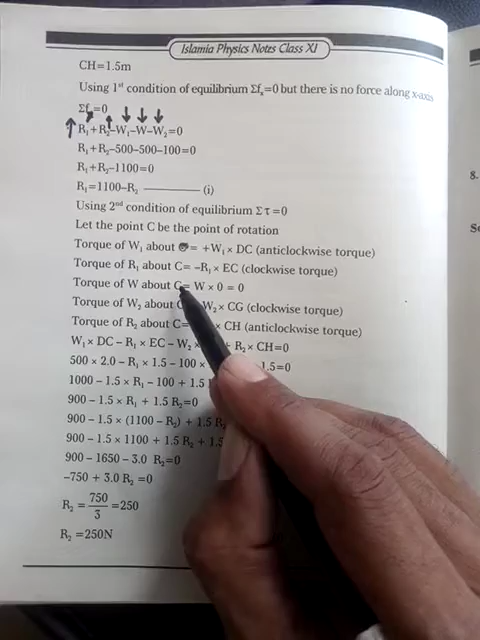 Islamia Physics Notes Class XI
CH=1.5m
Using 1st condition of equilibrium Σfₓ=0 but there is no force along x-axis
Σf =0
R₁+R₂–W₁–W–W₂=0
R₁+R₂–500–500–100=0
R₁+R₂–1100=0
R₁=1100–R₂ ———— (i)
Using 2nd condition of equilibrium Σ τ =0
Let the point C be the point of rotation
Torque of W₁ about = +W₁ × DC (anticlockwise torque)
Torque of R₁ about C= –R₁ × EC (clockwise torque)
Torque of W about C= W × 0 = 0
Torque of W₂ about W₂ × CG (clockwise torque)
Torque of R₂ about C= × CH (anticlockwise torque)
W₁ × DC – R₁ × EC – W₂ × + R₂ × CH=0
500 × 2.0 – R₁ × 1.5 – 100 × 1.5=0
1000 – 1.5 × R₁ – 100 + 1.5
900 – 1.5 × R₁ + 1.5 R₂=0
900 – 1.5 × (1100 – R₂) + 1.5 R₂
900 – 1.5 × 1100 + 1.5 R₂ + 1.5
900 – 1650 – 3.0 R₂=0
–750 + 3.0 R₂ =0
R₂ = 750/3 =250
R₂ =250N
8.